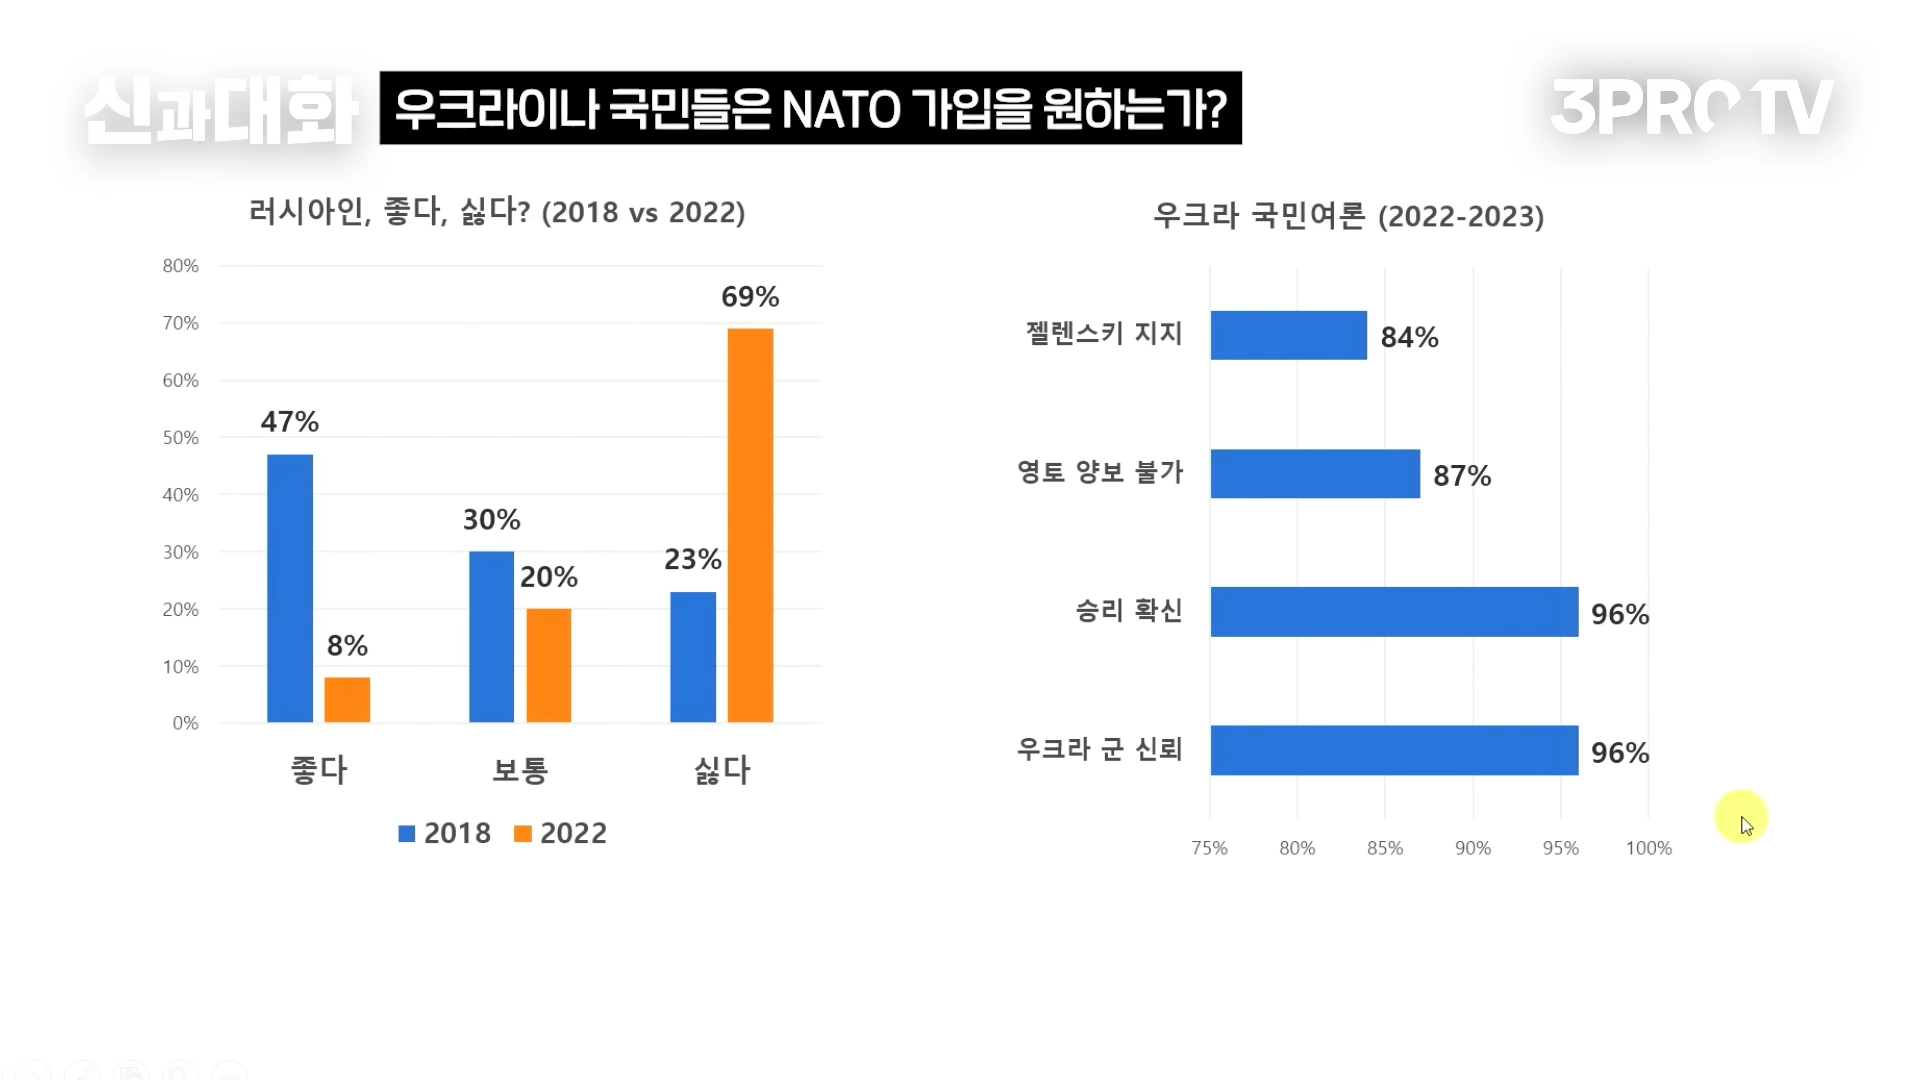 신과대화
우크라이나 국민들은 NATO 가입을 원하는가?
3PRO TV
러시아인, 좋다, 싫다? (2018 vs 2022)
80%
70%
60%
50%
40%
30%
20%
10%
0%
47%
8%
30%
20%
23%
69%
좋다
보통
싫다
2018
2022
우크라 국민여론 (2022-2023)
젤렌스키 지지
84%
영토 양보 불가
87%
승리 확신
96%
우크라 군 신뢰
96%
75%
80%
85%
90%
95%
100%